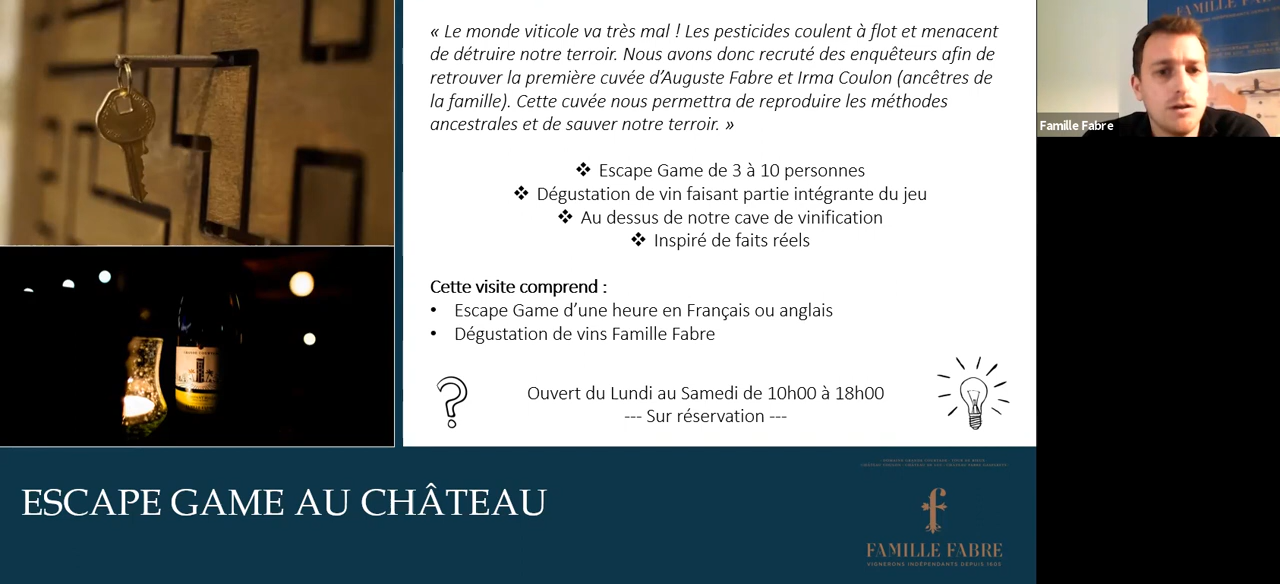 « Le monde viticole va très mal ! Les pesticides coulent à flot et menacent
de détruire notre terroir. Nous avons donc recruté des enquêteurs afin de
retrouver la première cuvée d'Auguste Fabre et Irma Coulon (ancêtres de
la famille). Cette cuvée nous permettra de reproduire les méthodes
ancestrales et de sauver notre terroir. »
❖ Escape Game de 3 à 10 personnes
❖ Dégustation de vin faisant partie intégrante du jeu
❖ Au dessus de notre cave de vinification
❖ Inspiré de faits réels
Cette visite comprend :
• Escape Game d'une heure en Français ou anglais
• Dégustation de vins Famille Fabre
Ouvert du Lundi au Samedi de 10h00 à 18h00
--- Sur réservation ---
ESCAPE GAME AU CHÂTEAU
f
FAMILLE FABRE
VIGNERONS INDÉPENDANTS DEPUIS 1605
FAMILLE FABRE
Famille Fabre